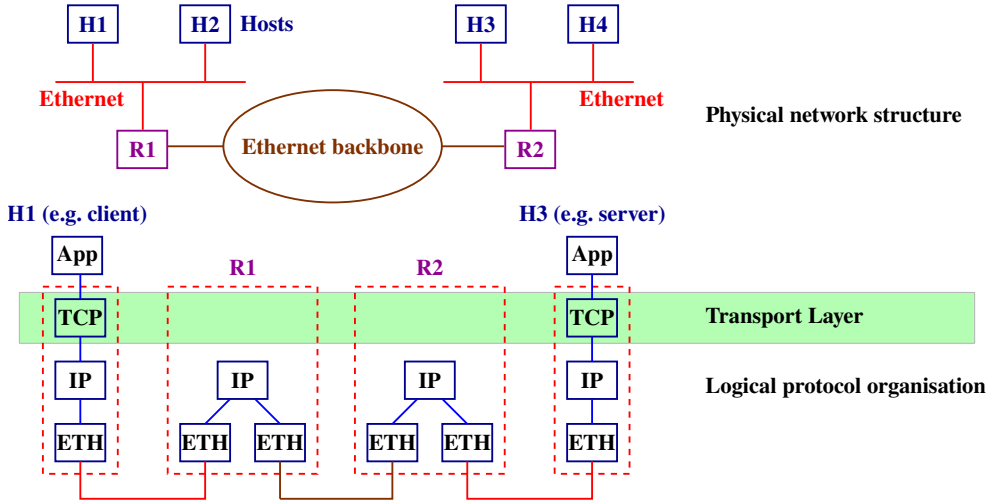 H1 H2 Hosts H3 H4
Ethernet Ethernet
Physical network structure
R1 Ethernet backbone R2
H1 (e.g. client) H3 (e.g. server)
App App
R1 R2
TCP TCP Transport Layer
IP IP IP IP Logical protocol organisation
ETH ETH ETH ETH ETH ETH